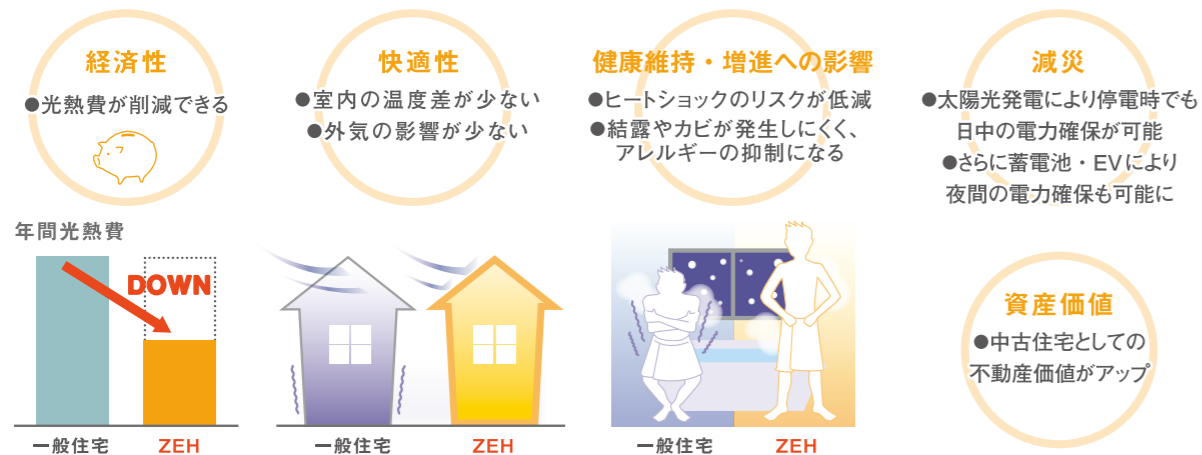 経済性
●光熱費が削減できる
年間光熱費
DOWN
一般住宅
ZEH
快適性
●室内の温度差が少ない
●外気の影響が少ない
一般住宅
ZEH
健康維持・増進への影響
●ヒートショックのリスクが低減
●結露やカビが発生しにくく、
アレルギーの抑制になる
一般住宅
ZEH
減災
●太陽光発電により停電時でも
日中の電力確保が可能
●さらに蓄電池・EVにより
夜間の電力確保も可能に
資産価値
●中古住宅としての
不動産価値がアップ